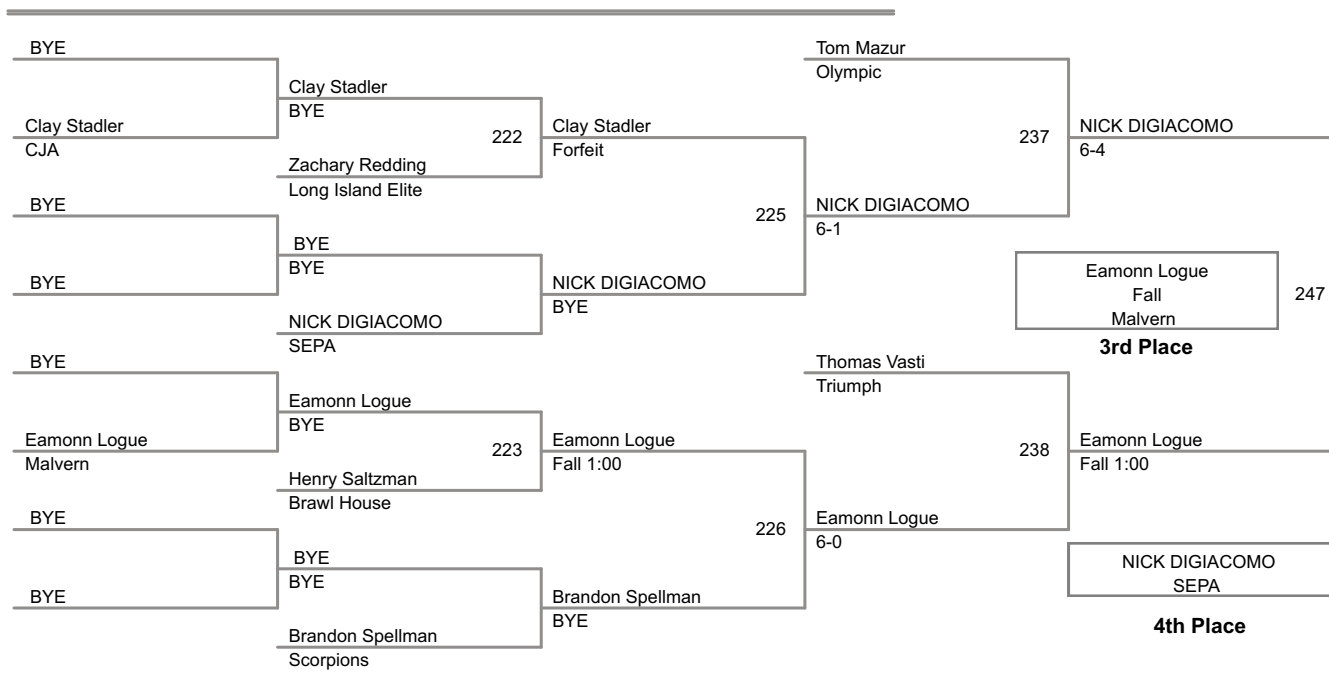 BYE
Clay Stadler
CJA
BYE
BYE
BYE
Eamonn Logue
Malvern
BYE
BYE
Clay Stadler
BYE
222
Zachary Redding
Long Island Elite
BYE
BYE
NICK DIGIACOMO
SEPA
Eamonn Logue
BYE
223
Henry Saltzman
Brawl House
BYE
BYE
Brandon Spellman
Scorpions
Clay Stadler
Forfeit
225
NICK DIGIACOMO
BYE
Eamonn Logue
Fall 1:00
226
Brandon Spellman
BYE
Tom Mazur
Olympic
237
NICK DIGIACOMO
6-1
Thomas Vasti
Triumph
238
Eamonn Logue
6-0
NICK DIGIACOMO
6-4
Eamonn Logue
Fall
Malvern
247
3rd Place
Eamonn Logue
Fall 1:00
NICK DIGIACOMO
SEPA
4th Place